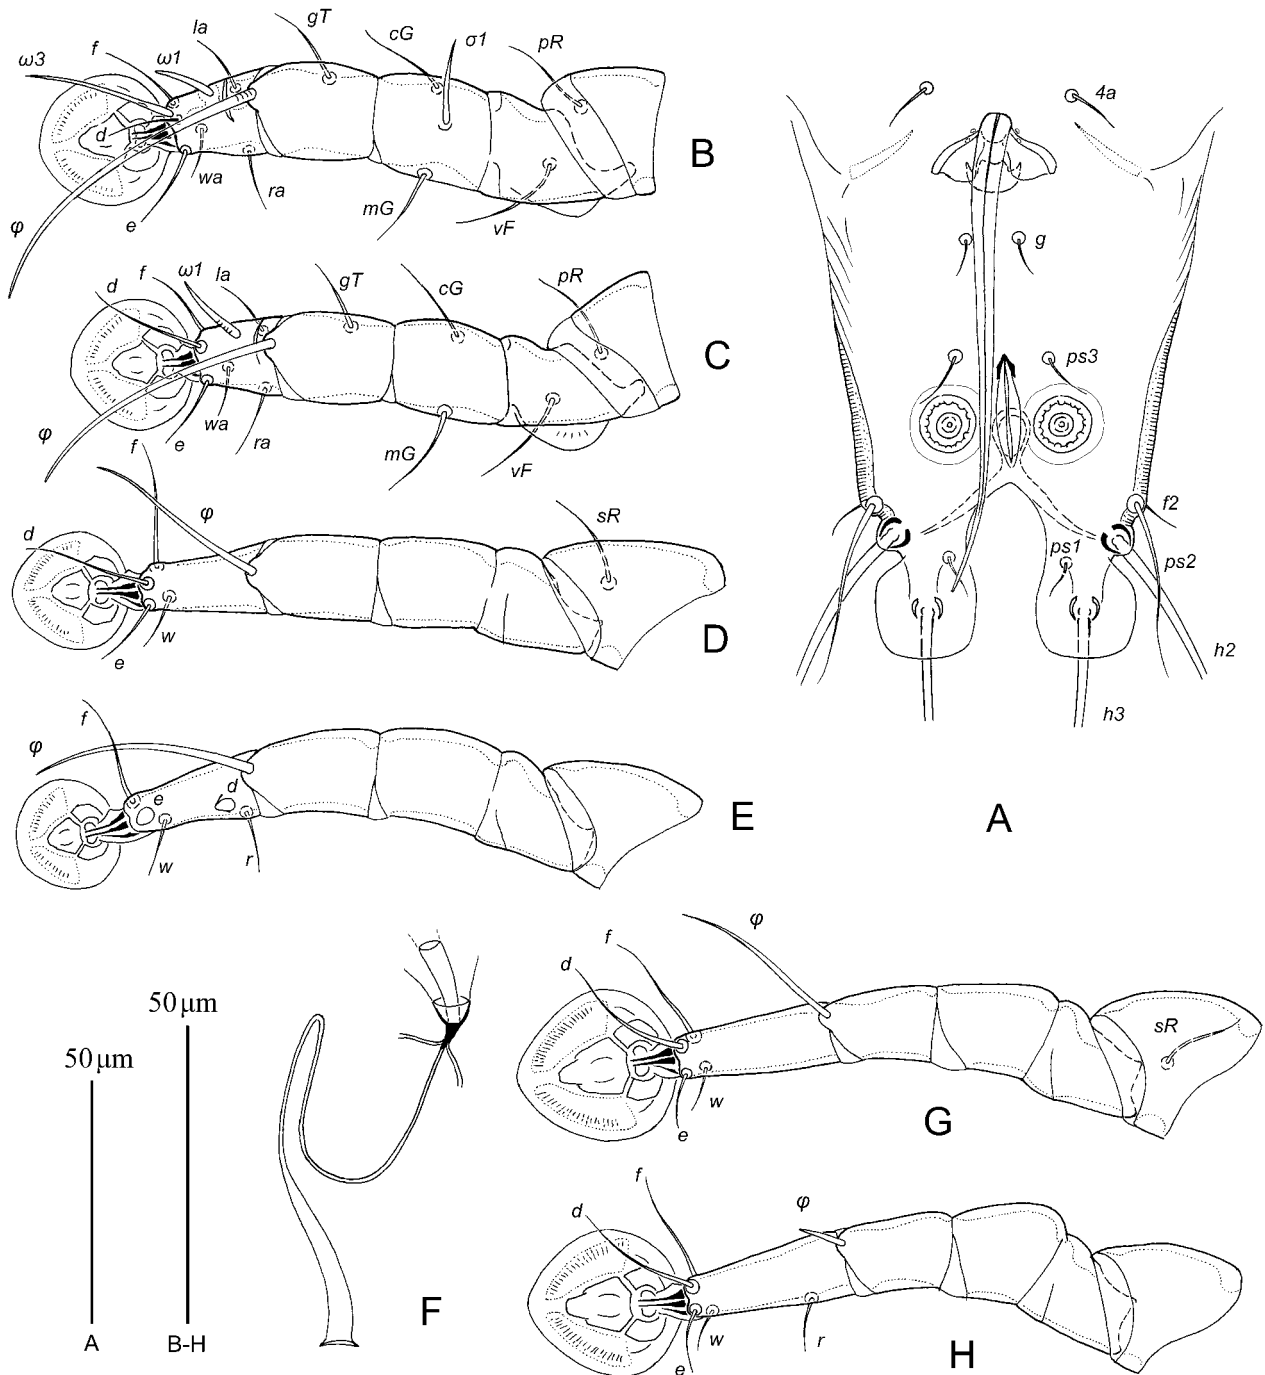 gT
la
cG
σ1
pR
f
ω1
ω3
d
B
wa
ra
mG
vF
e
φ
4a
g
ps3
f2
ps1
ps2
h2
h3
A
ω1
la
gT
cG
pR
f
d
C
wa
ra
e
mG
vF
φ
f
φ
sR
d
D
w
e
f
φ
e
d
E
w
r
50 μm
50 μm
A
B-H
F
φ
f
d
sR
w
e
G
f
d
φ
w
e
r
H